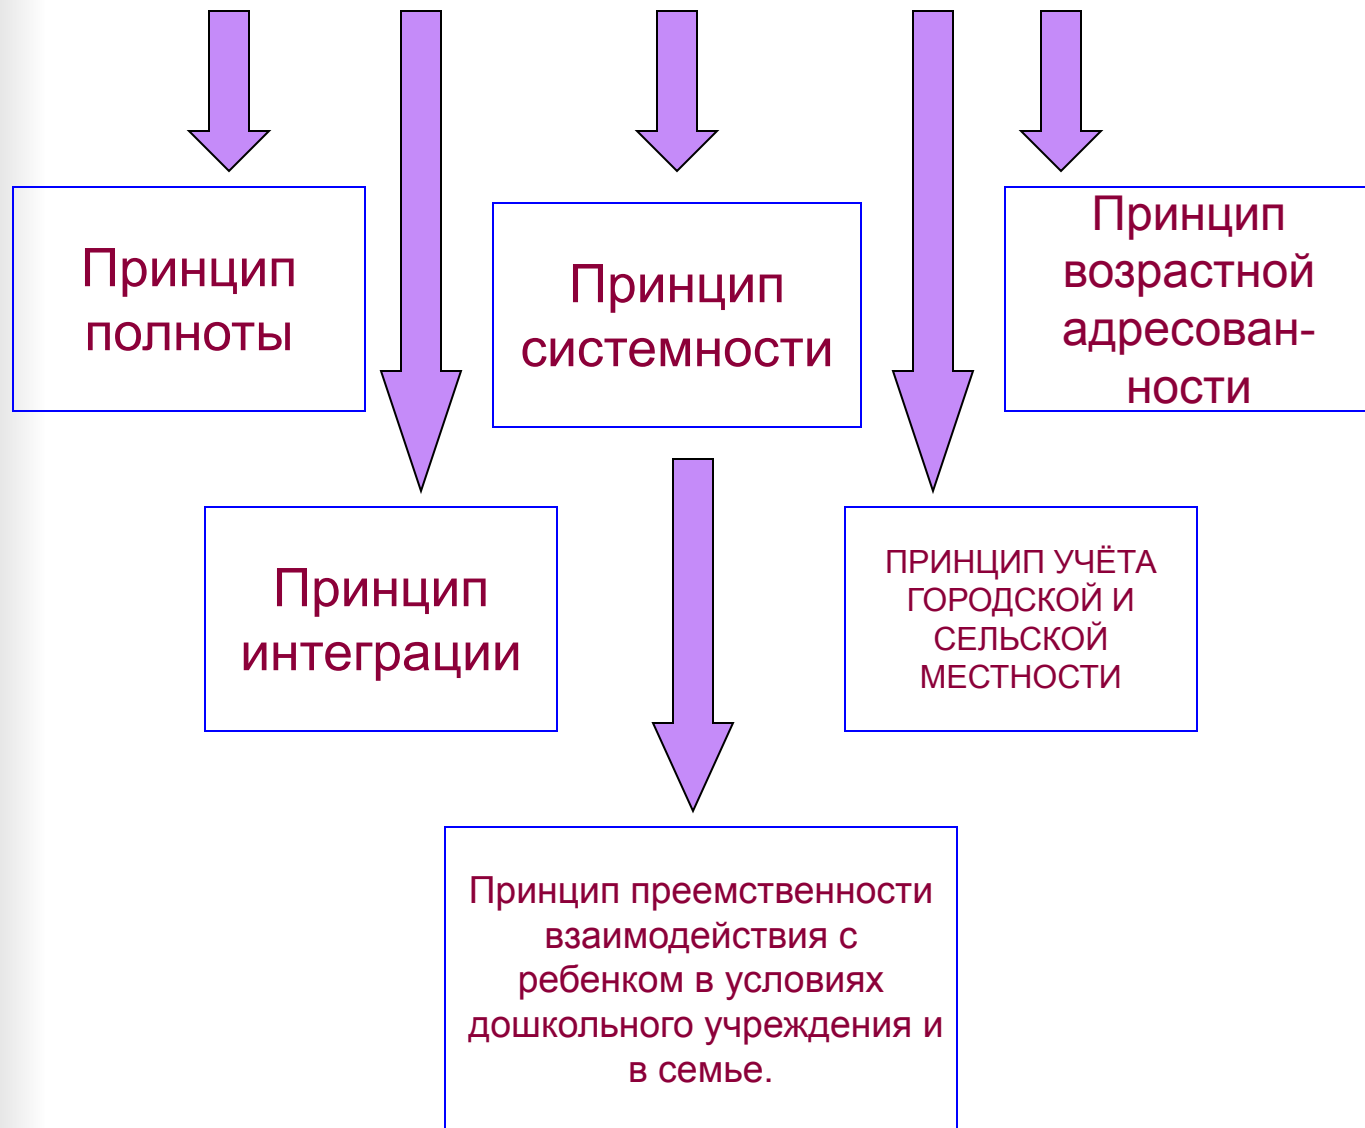 Принцип
полноты
Принцип
системности
Принцип
возрастной
адресован-
ности
Принцип
интеграции
ПРИНЦИП УЧЁТА
ГОРОДСКОЙ И
СЕЛЬСКОЙ
МЕСТНОСТИ
Принцип преемственности
взаимодействия с
ребенком в условиях
дошкольного учреждения и
в семье.